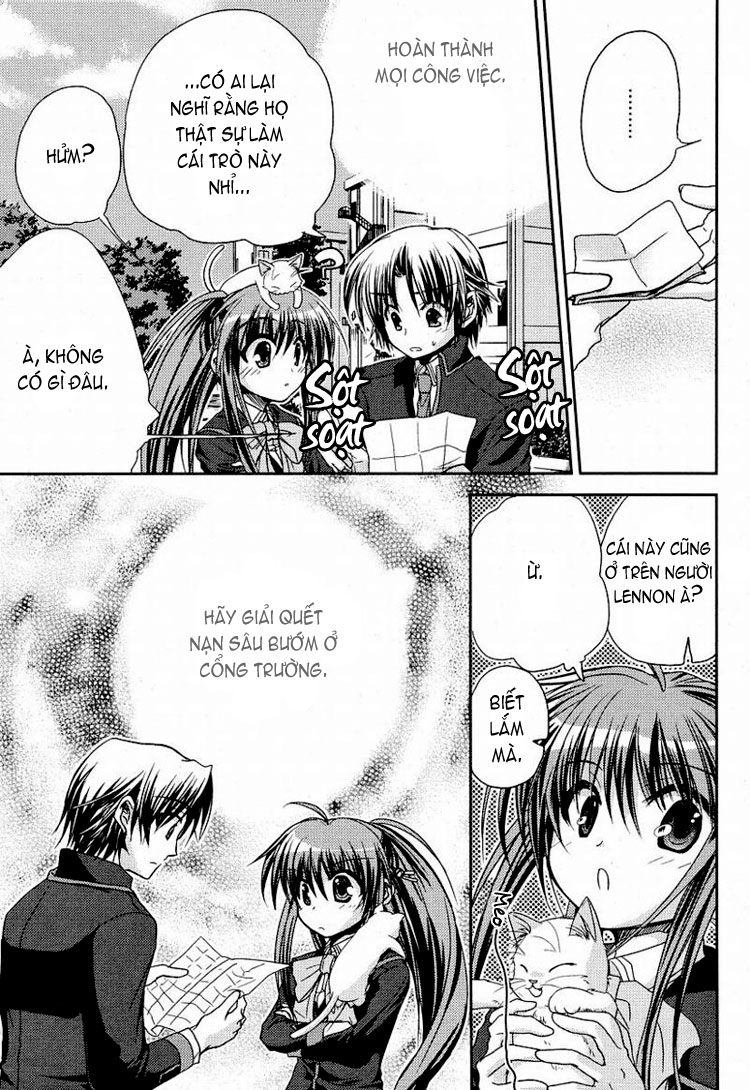 ………
HOÀN THÀNH
MỌI CÔNG VIỆC.
...CÓ AI LẠI
NGHĨ RẰNG HỌ
THẬT SỰ LÀM
CÁI TRÒ NÀY
NHỈ...
HỬM?
?
À, KHÔNG
CÓ GÌ ĐÂU.
Sột
soạt
Sột
soạt
CÁI NÀY CŨNG
Ở TRÊN NGƯỜI
LENNON À?
Ừ.
BIẾT
LẮM
MÀ.
Meo
HÃY GIẢI QUẾT
NẠN SÂU BƯỚM Ở
CỔNG TRƯỜNG.